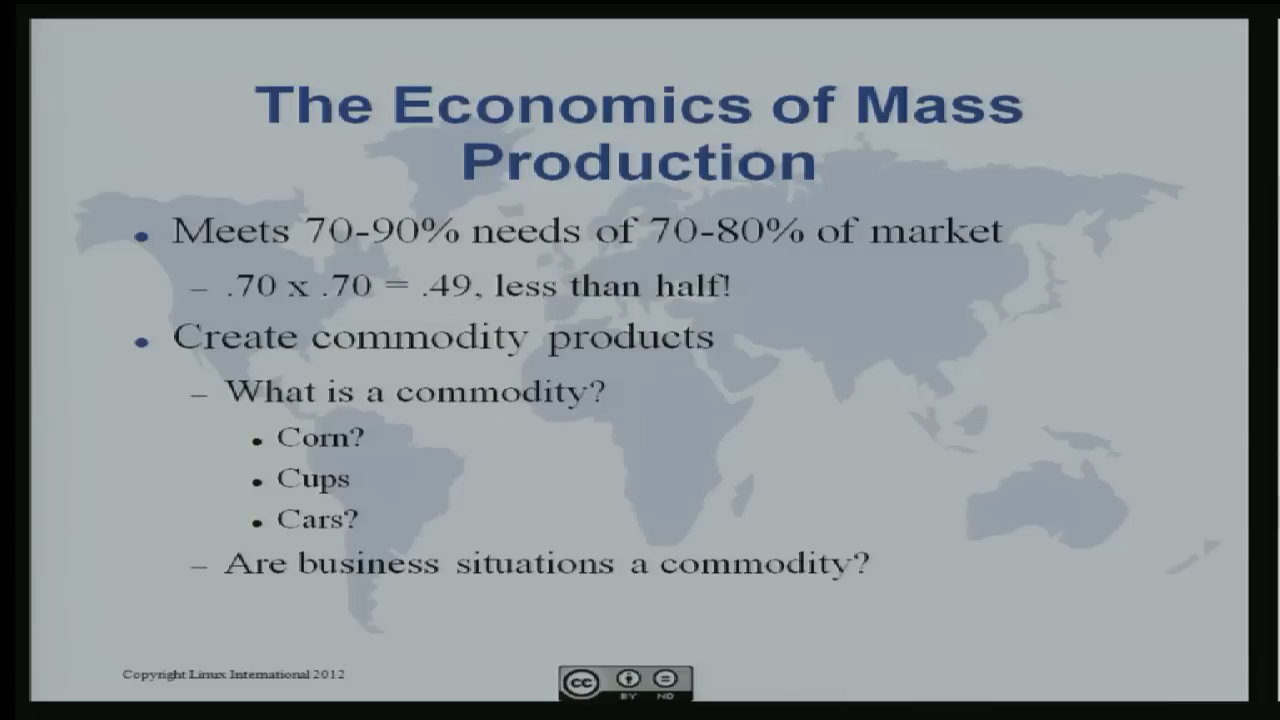 The Economics of Mass
Production
• Meets 70-90% needs of 70-80% of market
– .70 x .70 = .49, less than half!
• Create commodity products
– What is a commodity?
• Corn?
• Cups
• Cars?
– Are business situations a commodity?
Copyright Linux International 2012
CC BY ND